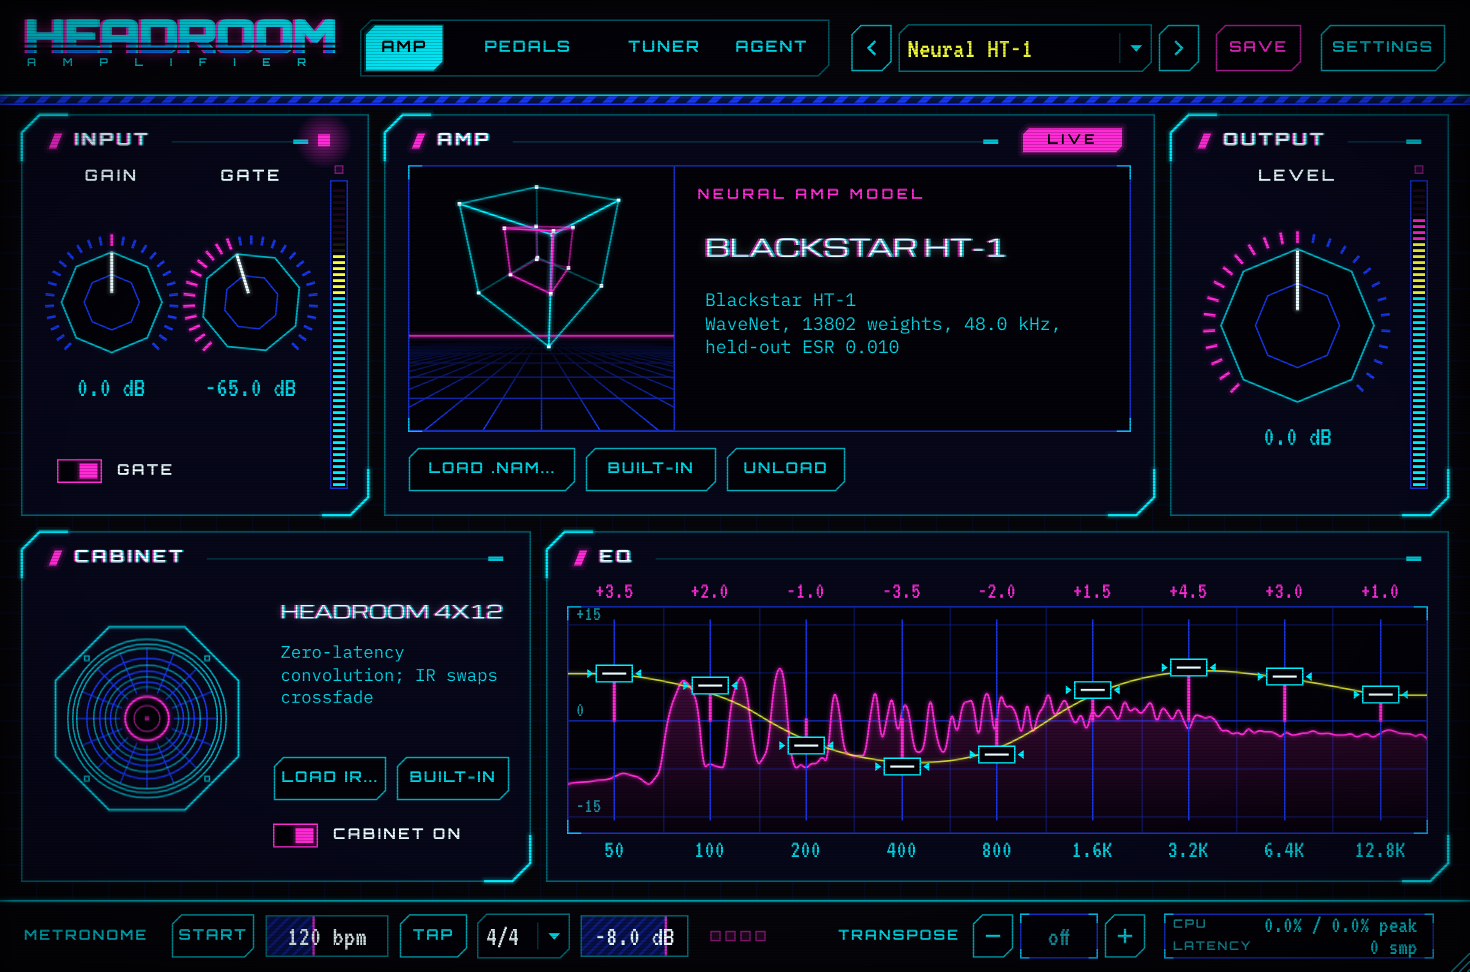 HEADROOM
AMPLIFIER
AMP
PEDALS
TUNER
AGENT
Neural HT-1
SAVE
SETTINGS
INPUT
GAIN
GATE
0.0 dB
-65.0 dB
GATE
AMP
LIVE
NEURAL AMP MODEL
BLACKSTAR HT-1
Blackstar HT-1
WaveNet, 13802 weights, 48.0 kHz,
held-out ESR 0.010
LOAD .NAM...
BUILT-IN
UNLOAD
OUTPUT
LEVEL
0.0 dB
CABINET
HEADROOM 4X12
Zero-latency
convolution; IR swaps
crossfade
LOAD IR...
BUILT-IN
CABINET ON
EQ
+3.5 +2.0 -1.0 -3.5 -2.0 +1.5 +4.5 +3.0 +1.0
+15
0
-15
50 100 200 400 800 1.6K 3.2K 6.4K 12.8K
METRONOME
START
120 bpm
TAP
4/4
-8.0 dB
TRANSPOSE
−
off
+
CPU 0.0% / 0.0% peak
LATENCY 0 smp